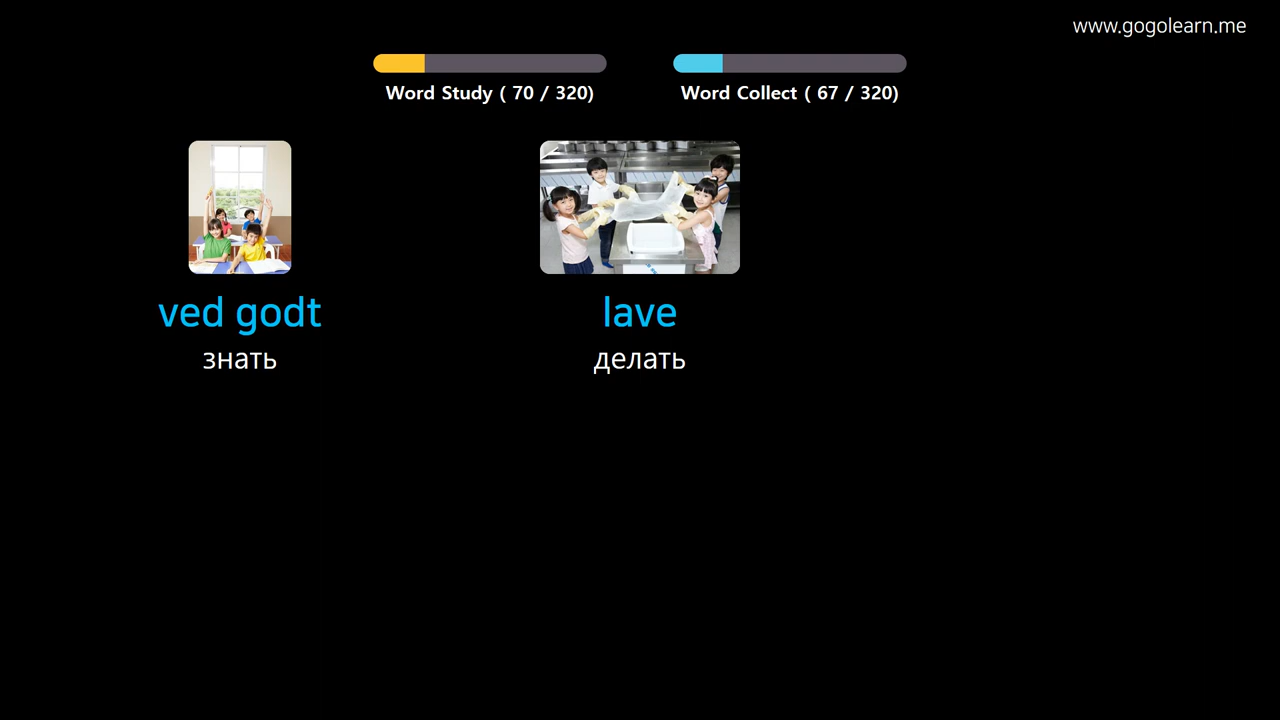 www.gogolearn.me
Word Study ( 70 / 320)
Word Collect ( 67 / 320)
ved godt
lave
знать
делать